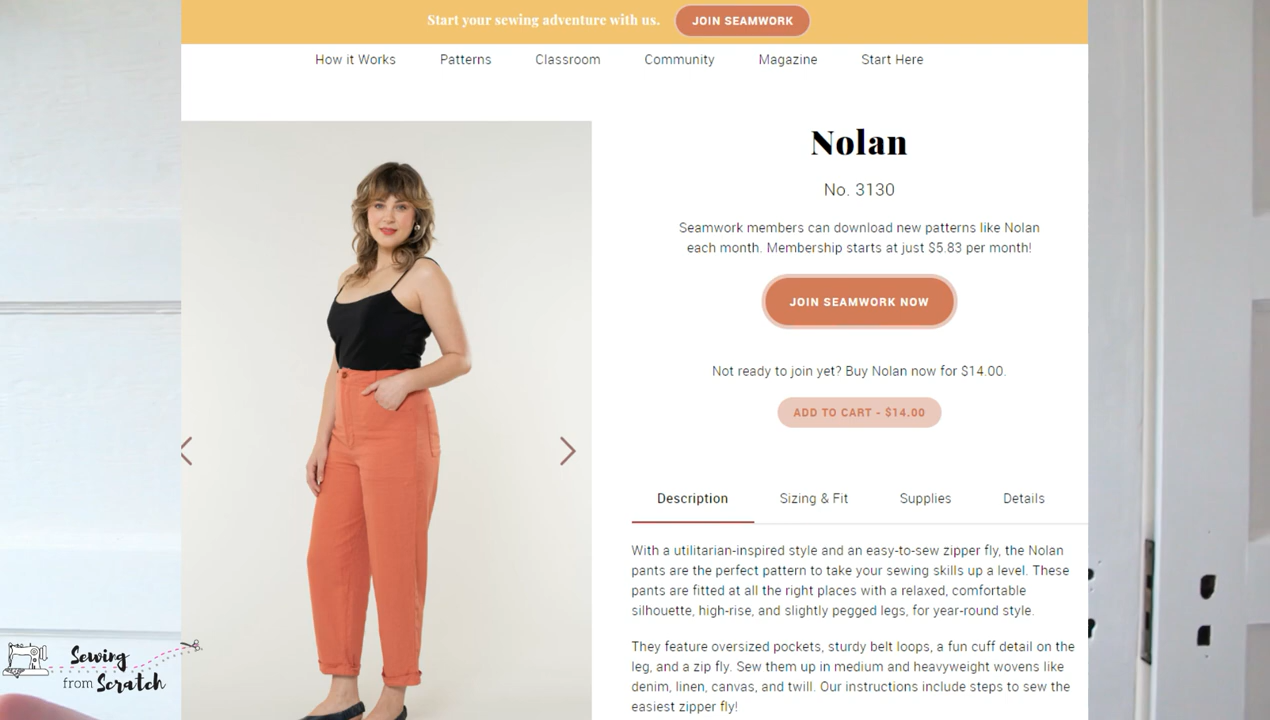 Start your sewing adventure with us.
JOIN SEAMWORK
How it Works Patterns Classroom Community Magazine Start Here
Nolan
No. 3130
Seamwork members can download new patterns like Nolan
each month. Membership starts at just $5.83 per month!
JOIN SEAMWORK NOW
Not ready to join yet? Buy Nolan now for $14.00.
ADD TO CART - $14.00
Description Sizing & Fit Supplies Details
With a utilitarian-inspired style and an easy-to-sew zipper fly, the Nolan
pants are the perfect pattern to take your sewing skills up a level. These
pants are fitted at all the right places with a relaxed, comfortable
silhouette, high-rise, and slightly pegged legs, for year-round style.
They feature oversized pockets, sturdy belt loops, a fun cuff detail on the
leg, and a zip fly. Sew them up in medium and heavyweight wovens like
denim, linen, canvas, and twill. Our instructions include steps to sew the
easiest zipper fly!
Sewing
from Scratch